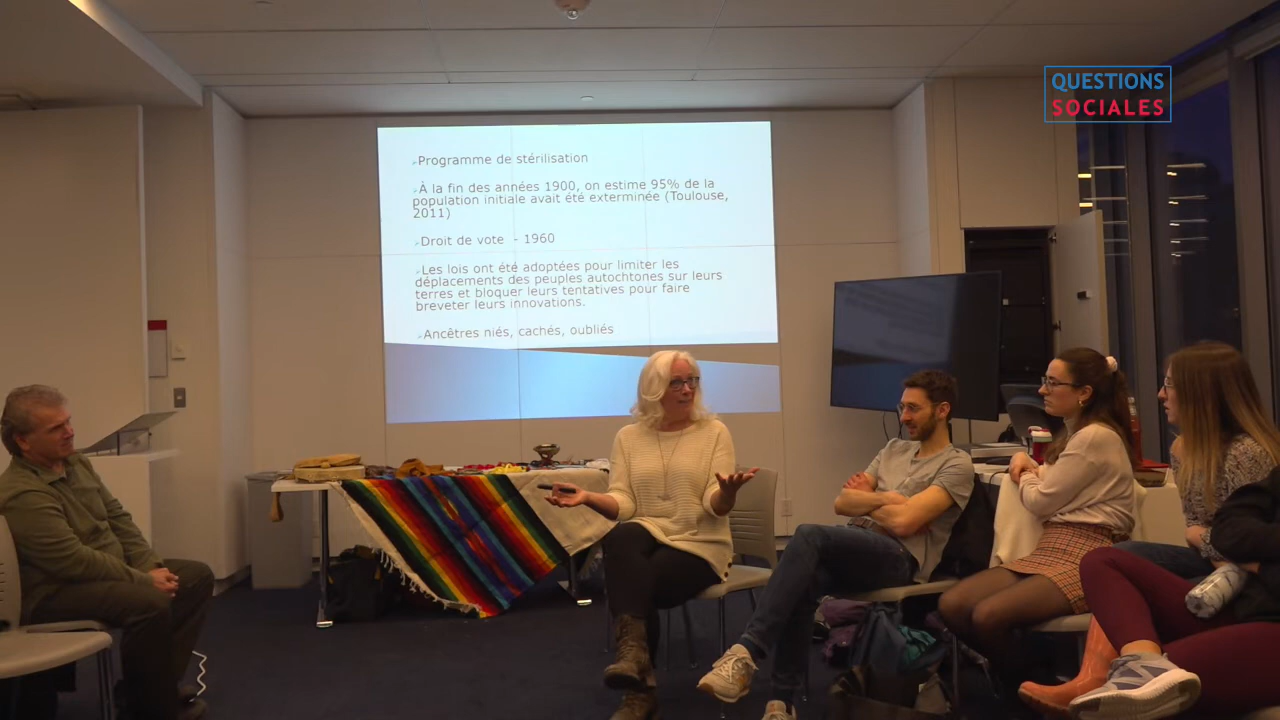 QUESTIONS
SOCIALES
Programme de stérilisation
À la fin des années 1900, on estime 95% de la
population initiale avait été exterminée (Toulouse,
2011)
Droit de vote - 1960
Les lois ont été adoptées pour limiter les
déplacements des peuples autochtones sur leurs
terres et bloquer leurs tentatives pour faire
breveter leurs innovations.
Ancêtres niés, cachés, oubliés